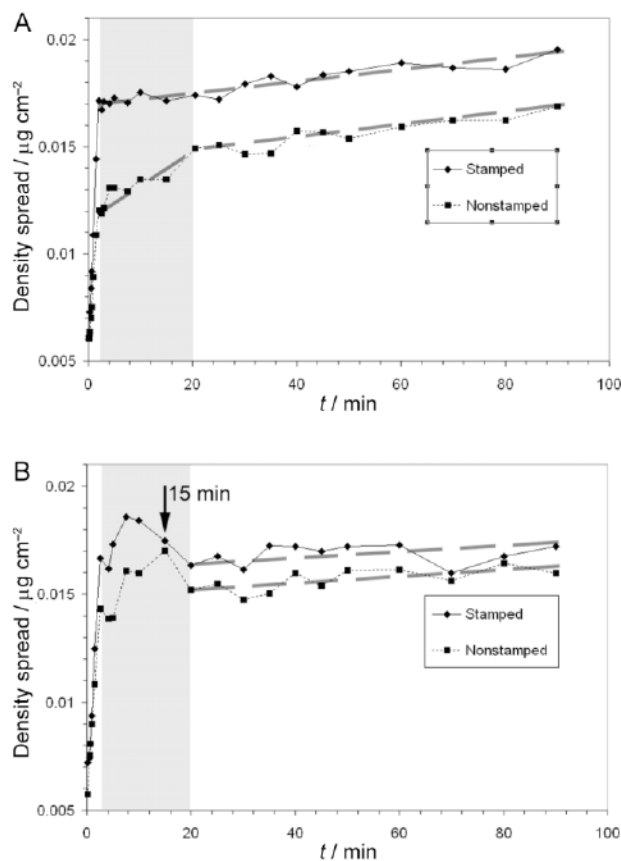 A
0.02
0.015
0.01
0.005
Density spread / μg cm⁻²
Stamped
Nonstamped
0 20 40 60 80 100
t / min
B
0.02
0.015
0.01
0.005
Density spread / μg cm⁻²
15 min
Stamped
Nonstamped
0 20 40 60 80 100
t / min